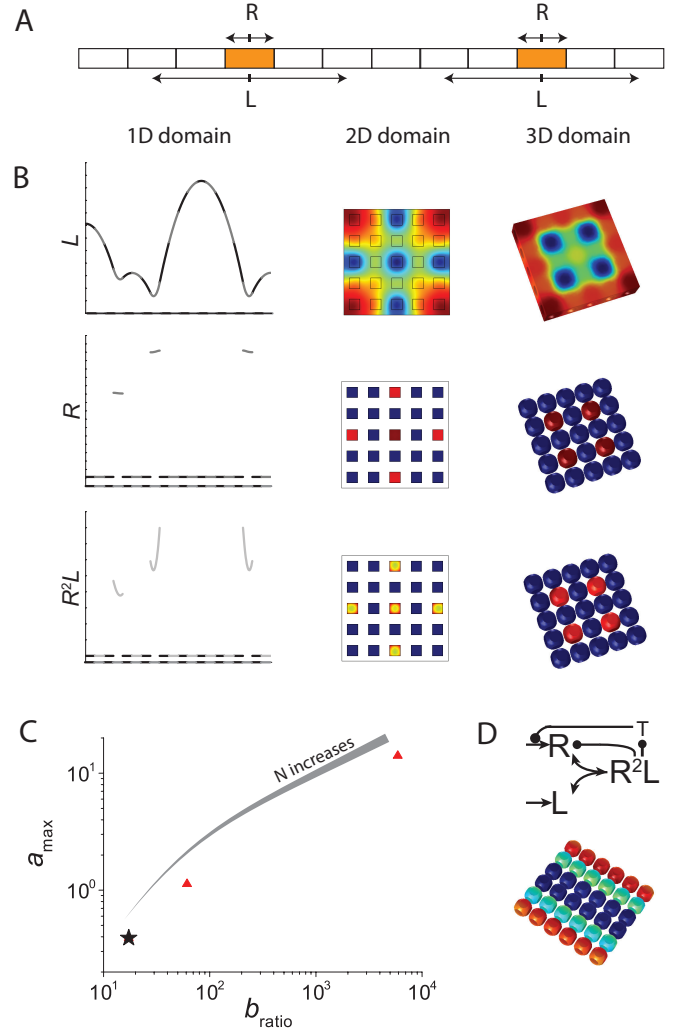 A
R R
L L
1D domain 2D domain 3D domain
B
L
R
R²L
C
a_max
10¹
10⁰
N increases
10¹ 10² 10³ 10⁴
b_ratio
D
T
R
R²L
L